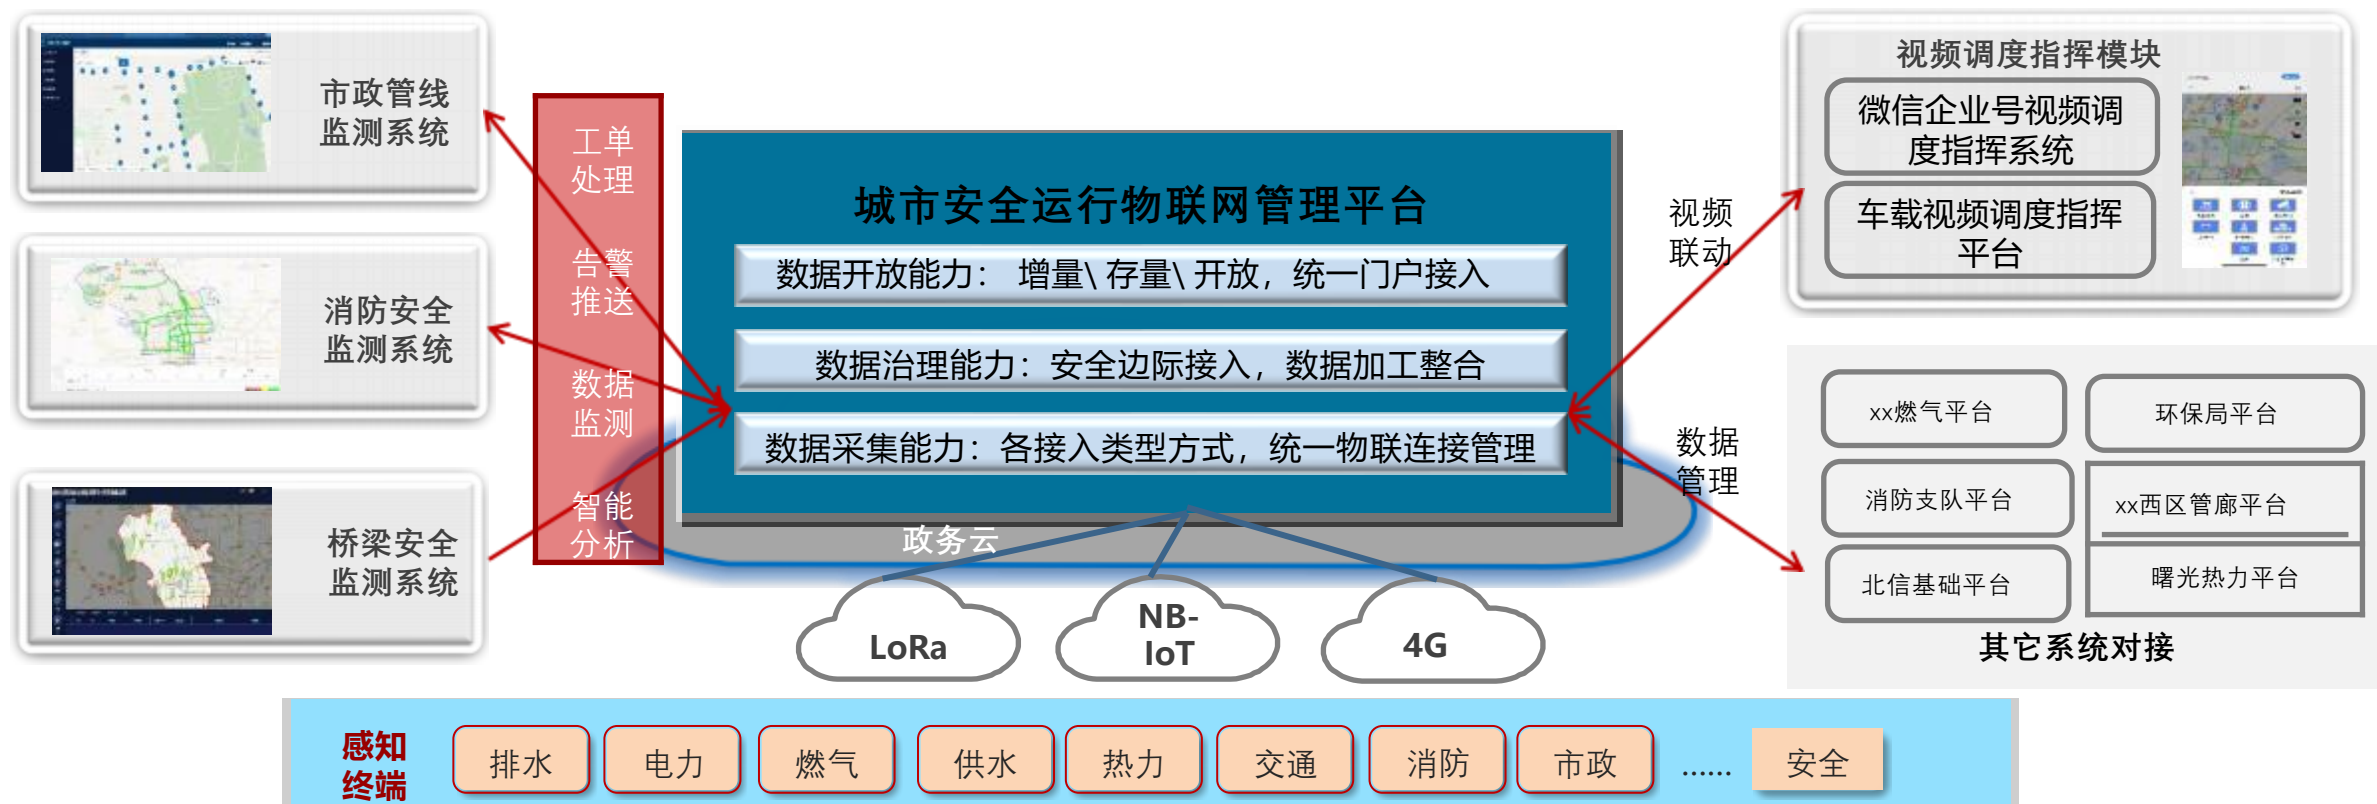 市政管线
监测系统
消防安全
监测系统
桥梁安全
监测系统
工单
处理
告警
推送
数据
监测
智能
分析
城市安全运行物联网管理平台
数据开放能力： 增量\ 存量\ 开放，统一门户接入
数据治理能力：安全边际接入，数据加工整合
数据采集能力：各接入类型方式，统一物联连接管理
政务云
LoRa
NB-
IoT
4G
视频
联动
数据
管理
视频调度指挥模块
微信企业号视频调
度指挥系统
车载视频调度指挥
平台
xx燃气平台
环保局平台
消防支队平台
xx西区管廊平台
北信基础平台
曙光热力平台
其它系统对接
感知
终端
排水
电力
燃气
供水
热力
交通
消防
市政
……
安全